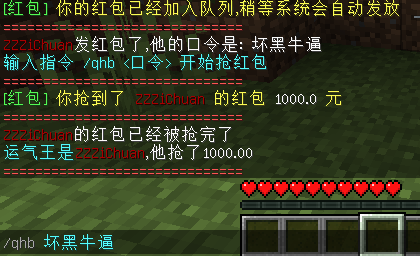 [红包] 你的红包已经加入队列,稍等系统会自动发放
==============================
ZZZ1Chuan发红包了,他的口令是: 坏黑牛逼
输入指令 /qhb <口令> 开始抢红包
==============================
[红包] 你抢到了 ZZZ1Chuan 的红包 1000.0 元
==============================
ZZZ1Chuan的红包已经被抢完了
运气王是ZZZ1Chuan,他抢了1000.00
==============================
/qhb 坏黑牛逼